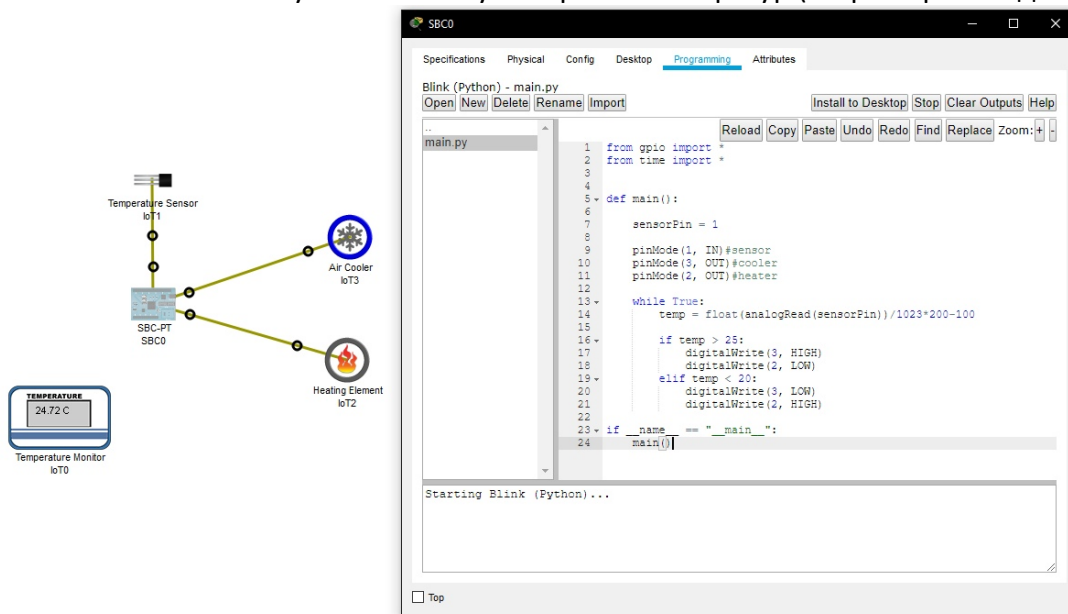 SBC0
Specifications Physical Config Desktop Programming Attributes
Blink (Python) - main.py
Open New Delete Rename Import Install to Desktop Stop Clear Outputs Help
Reload Copy Paste Undo Redo Find Replace Zoom: + -
..
main.py
1 from gpio import *
2 from time import *
3
4
5 def main():
6
7 sensorPin = 1
8
9 pinMode(1, IN)#sensor
10 pinMode(3, OUT)#cooler
11 pinMode(2, OUT)#heater
12
13 while True:
14 temp = float(analogRead(sensorPin))/1023*200-100
15
16 if temp > 25:
17 digitalWrite(3, HIGH)
18 digitalWrite(2, LOW)
19 elif temp < 20:
20 digitalWrite(3, LOW)
21 digitalWrite(2, HIGH)
22
23 if __name__ == "__main__":
24 main()
Starting Blink (Python)...
Top
Temperature Sensor
IoT1
Air Cooler
IoT3
SBC-PT
SBC0
Heating Element
IoT2
TEMPERATURE
24.72 C
Temperature Monitor
IoT0